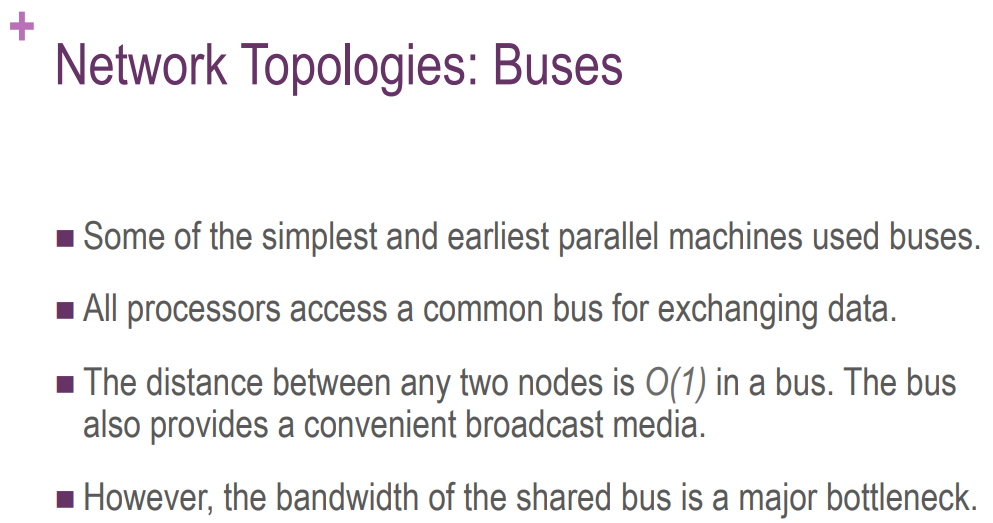 Network Topologies: Buses
Some of the simplest and earliest parallel machines used buses.
All processors access a common bus for exchanging data.
The distance between any two nodes is O(1) in a bus. The bus
also provides a convenient broadcast media.
However, the bandwidth of the shared bus is a major bottleneck.